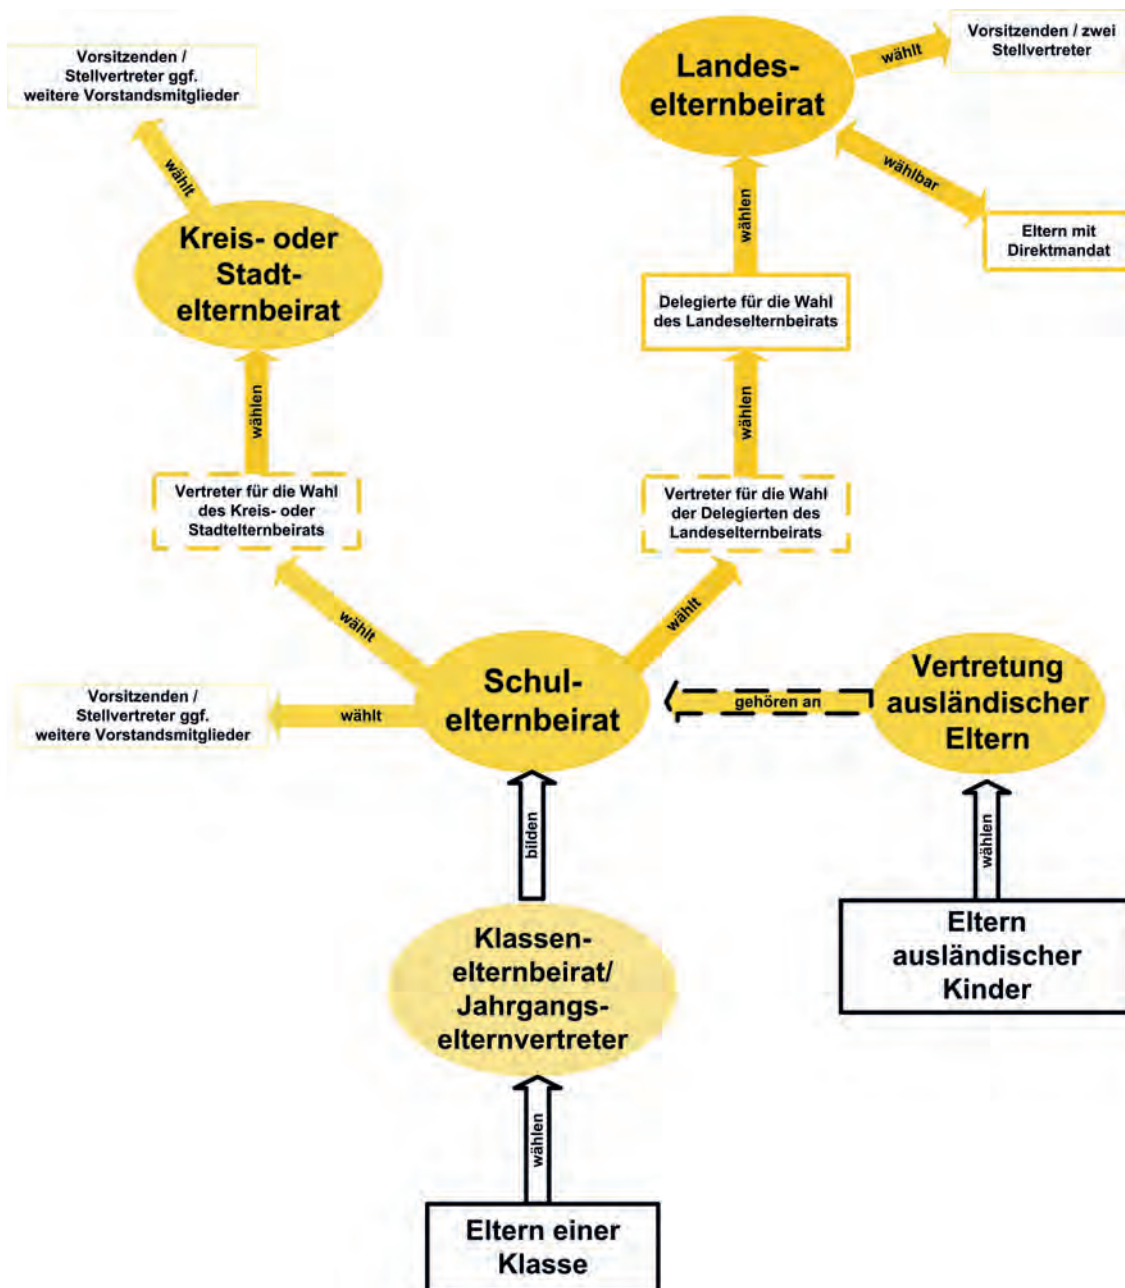 Vorsitzenden /
Stellvertreter ggf.
weitere Vorstandsmitglieder
wählt
Kreis- oder
Stadt-
elternbeirat
wählen
Vertreter für die Wahl
des Kreis- oder
Stadtelternbeirats
wählt
Landes-
elternbeirat
wählt
Vorsitzenden / zwei
Stellvertreter
wählbar
Eltern mit
Direktmandat
wählen
Delegierte für die Wahl
des Landeselternbeirats
wählen
Vertreter für die Wahl
der Delegierten des
Landeselternbeirats
wählt
Schul-
elternbeirat
wählt
Vorsitzenden /
Stellvertreter ggf.
weitere Vorstandsmitglieder
gehören an
Vertretung
ausländischer
Eltern
wählen
Eltern
ausländischer
Kinder
bilden
Klassen-
elternbeirat/
Jahrgangs-
elternvertreter
wählen
Eltern einer
Klasse